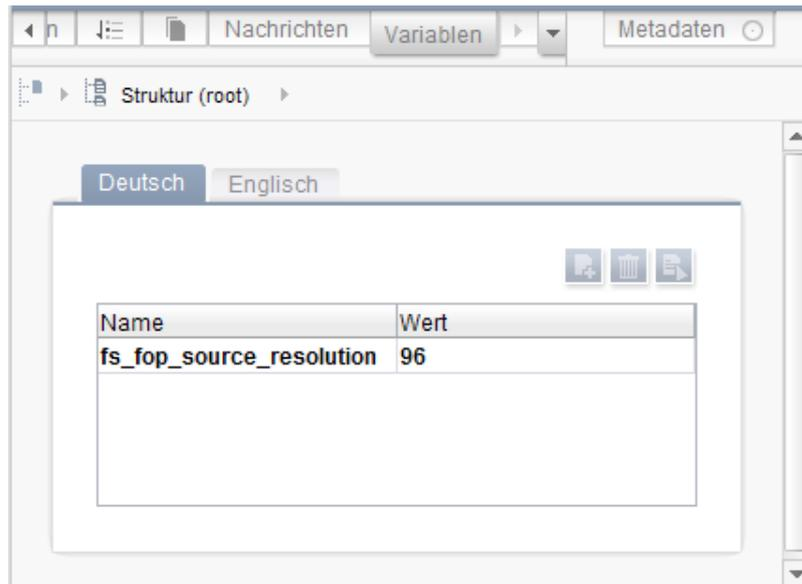 n Nachrichten Variablen Metadaten
Struktur (root)
Deutsch Englisch
Name Wert
fs_fop_source_resolution 96